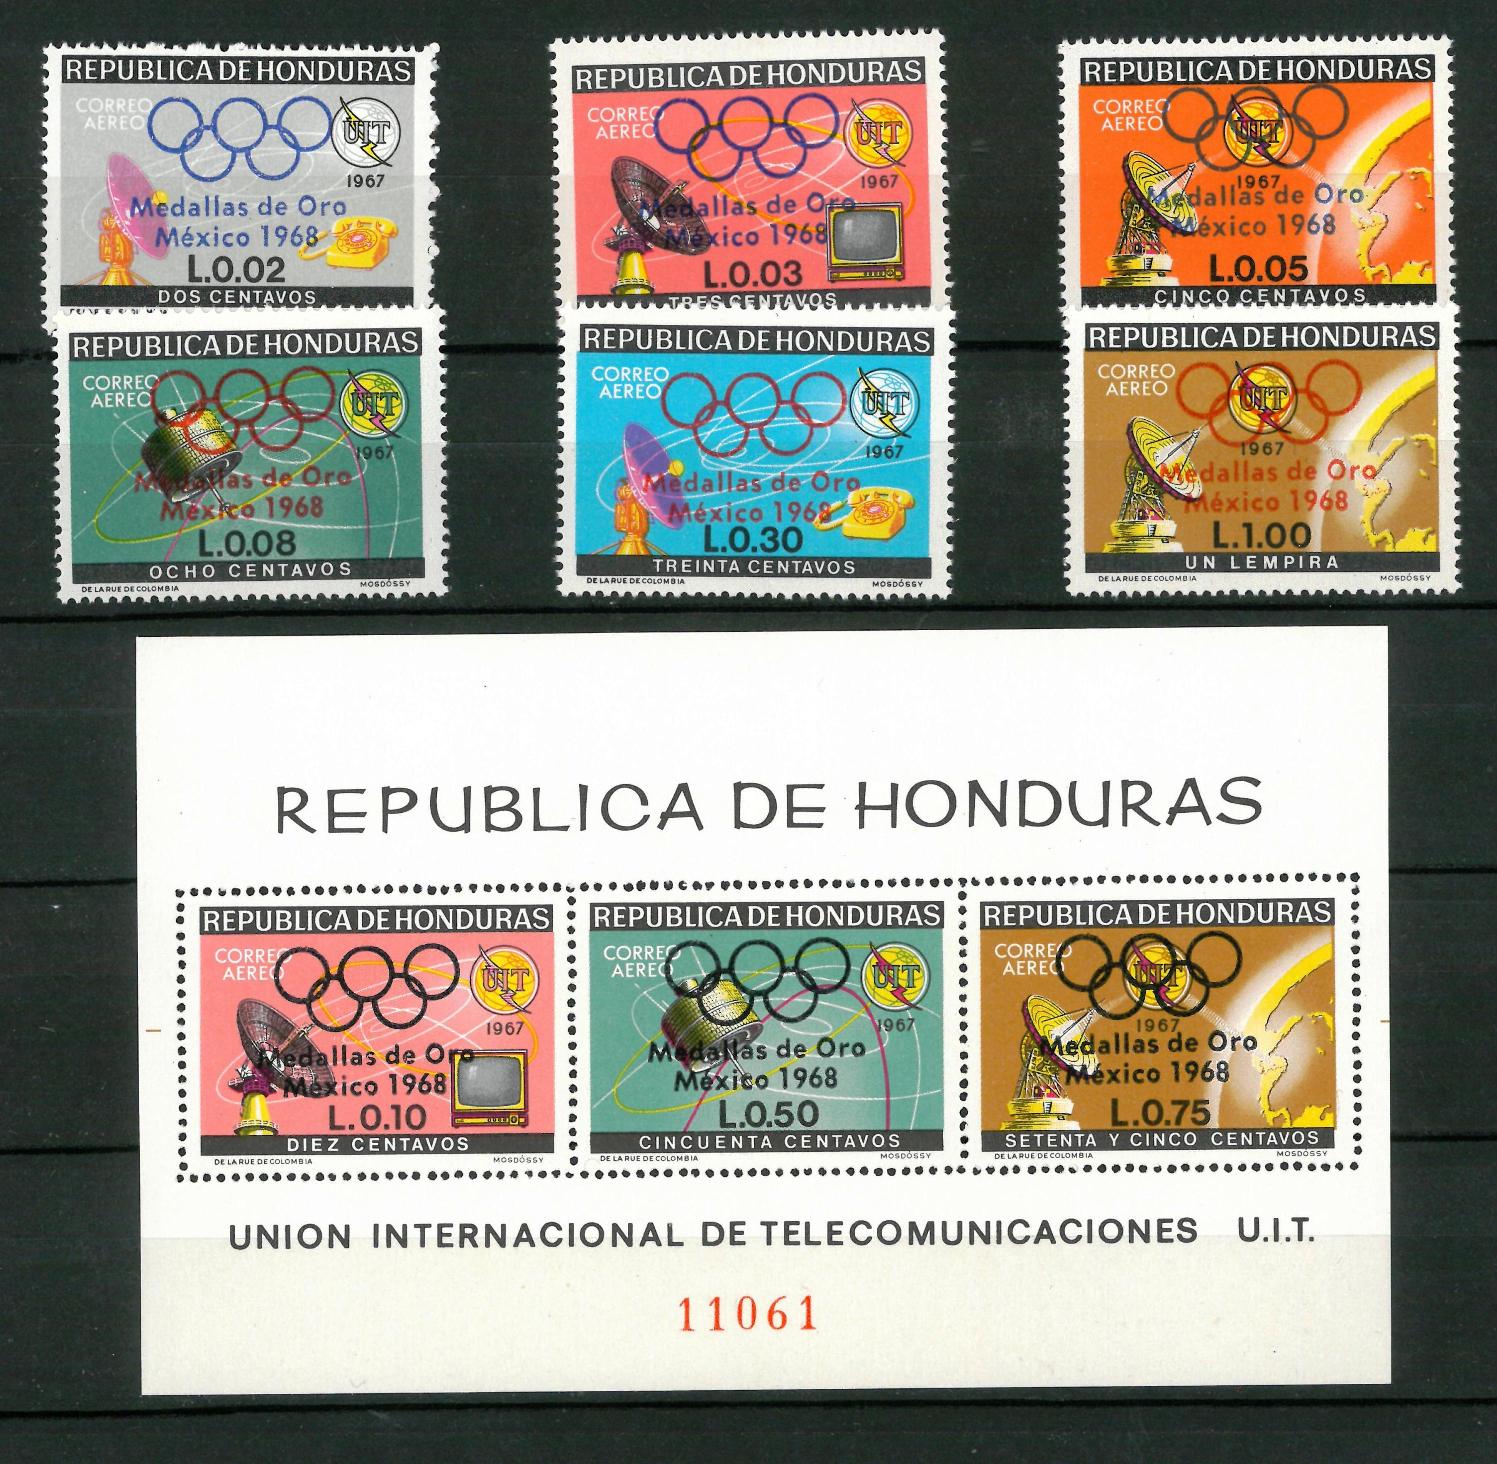 REPUBLICA DE HONDURAS
CORREO
AEREO
UIT
1967
Medallas de Oro
México 1968
L.0.02
DOS CENTAVOS
REPUBLICA DE HONDURAS
CORREO
AEREO
UIT
1967
Medallas de Oro
México 1968
L.0.03
TRES CENTAVOS
REPUBLICA DE HONDURAS
CORREO
AEREO
UIT
1967
Medallas de Oro
México 1968
L.0.05
CINCO CENTAVOS
REPUBLICA DE HONDURAS
CORREO
AEREO
UIT
1967
Medallas de Oro
México 1968
L.0.08
OCHO CENTAVOS
DE LA RUE DE COLOMBIA MOSDÓSSY
REPUBLICA DE HONDURAS
CORREO
AEREO
UIT
1967
Medallas de Oro
México 1968
L.0.30
TREINTA CENTAVOS
DE LA RUE DE COLOMBIA MOSDÓSSY
REPUBLICA DE HONDURAS
CORREO
AEREO
UIT
1967
Medallas de Oro
México 1968
L.1.00
UN LEMPIRA
DE LA RUE DE COLOMBIA MOSDÓSSY
REPUBLICA DE HONDURAS
REPUBLICA DE HONDURAS
CORREO
AEREO
UIT
1967
Medallas de Oro
México 1968
L.0.10
DIEZ CENTAVOS
DE LA RUE DE COLOMBIA MOSDÓSSY
REPUBLICA DE HONDURAS
CORREO
AEREO
UIT
1967
Medallas de Oro
México 1968
L.0.50
CINCUENTA CENTAVOS
DE LA RUE DE COLOMBIA MOSDÓSSY
REPUBLICA DE HONDURAS
CORREO
AEREO
UIT
1967
Medallas de Oro
México 1968
L.0.75
SETENTA Y CINCO CENTAVOS
DE LA RUE DE COLOMBIA MOSDÓSSY
UNION INTERNACIONAL DE TELECOMUNICACIONES U.I.T.
11061